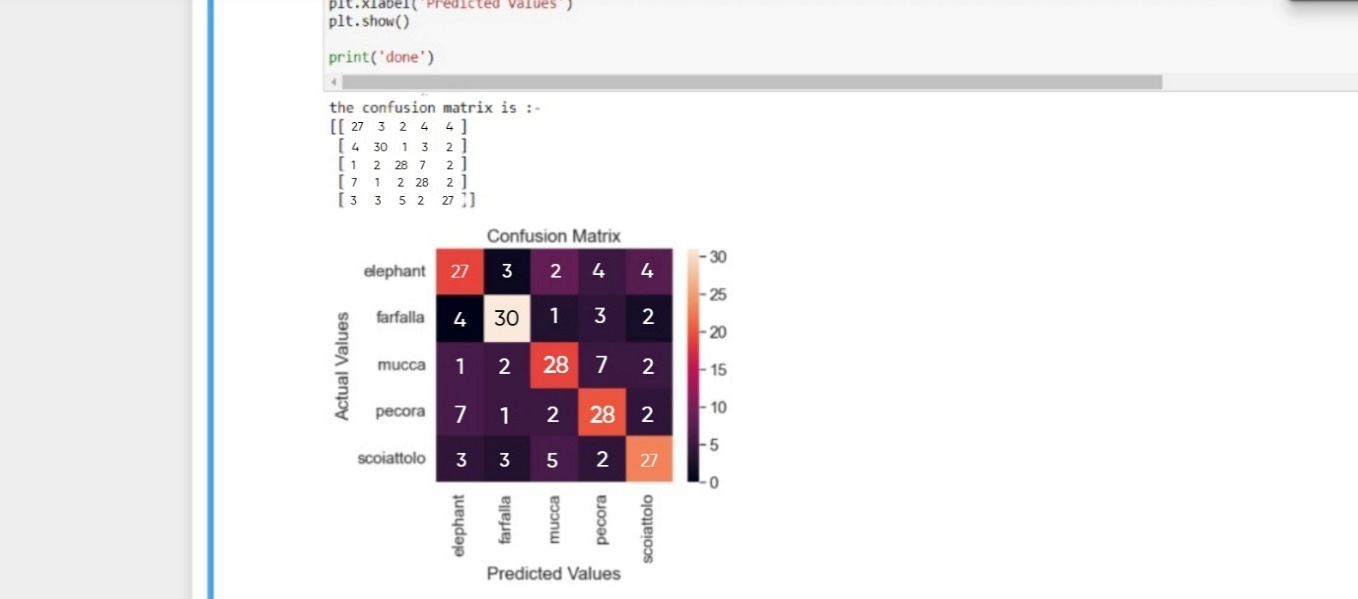 plt.xlabel("Predicted Values")
plt.show()
print('done')
the confusion matrix is :-
[[ 27 3 2 4 4 ]
[ 4 30 1 3 2 ]
[ 1 2 28 7 2 ]
[ 7 1 2 28 2 ]
[ 3 3 5 2 27 ]]
Confusion Matrix
elephant 27 3 2 4 4
farfalla 4 30 1 3 2
mucca 1 2 28 7 2
pecora 7 1 2 28 2
scoiattolo 3 3 5 2 27
Actual Values
elephant farfalla mucca pecora scoiattolo
Predicted Values
30
25
20
15
10
5
0